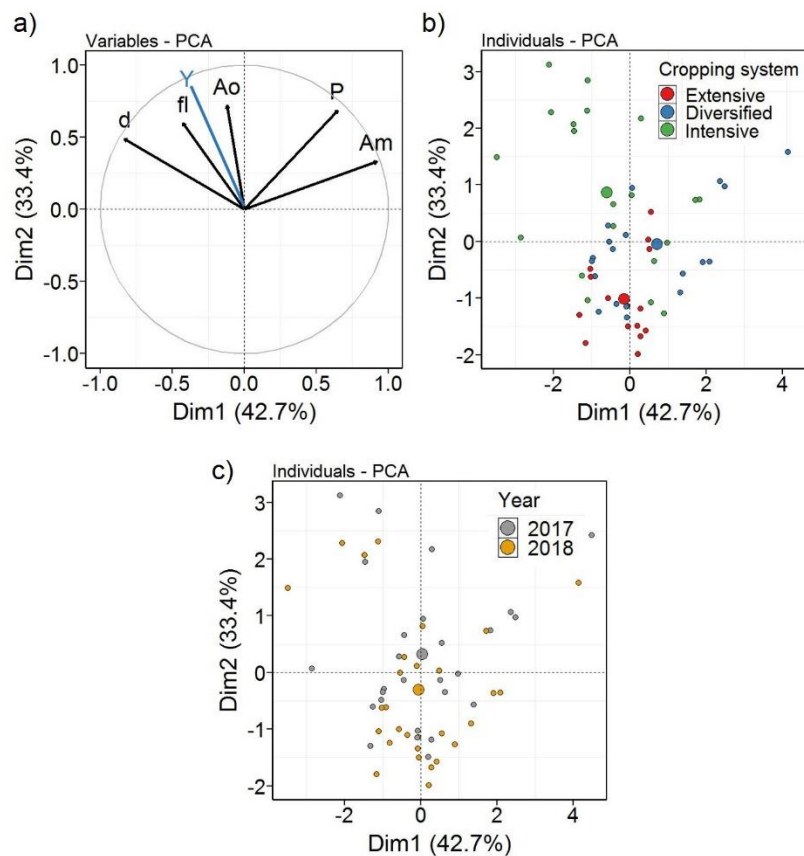 a)
Variables - PCA
1.0
0.5
0.0
-0.5
-1.0
Dim2 (33.4%)
d
fl
Y
Ao
P
Am
-1.0 -0.5 0.0 0.5 1.0
Dim1 (42.7%)
b)
Individuals - PCA
3
2
1
0
-1
-2
Dim2 (33.4%)
Cropping system
Extensive
Diversified
Intensive
-2 0 2 4
Dim1 (42.7%)
c)
Individuals - PCA
3
2
1
0
-1
-2
Dim2 (33.4%)
Year
2017
2018
-2 0 2 4
Dim1 (42.7%)